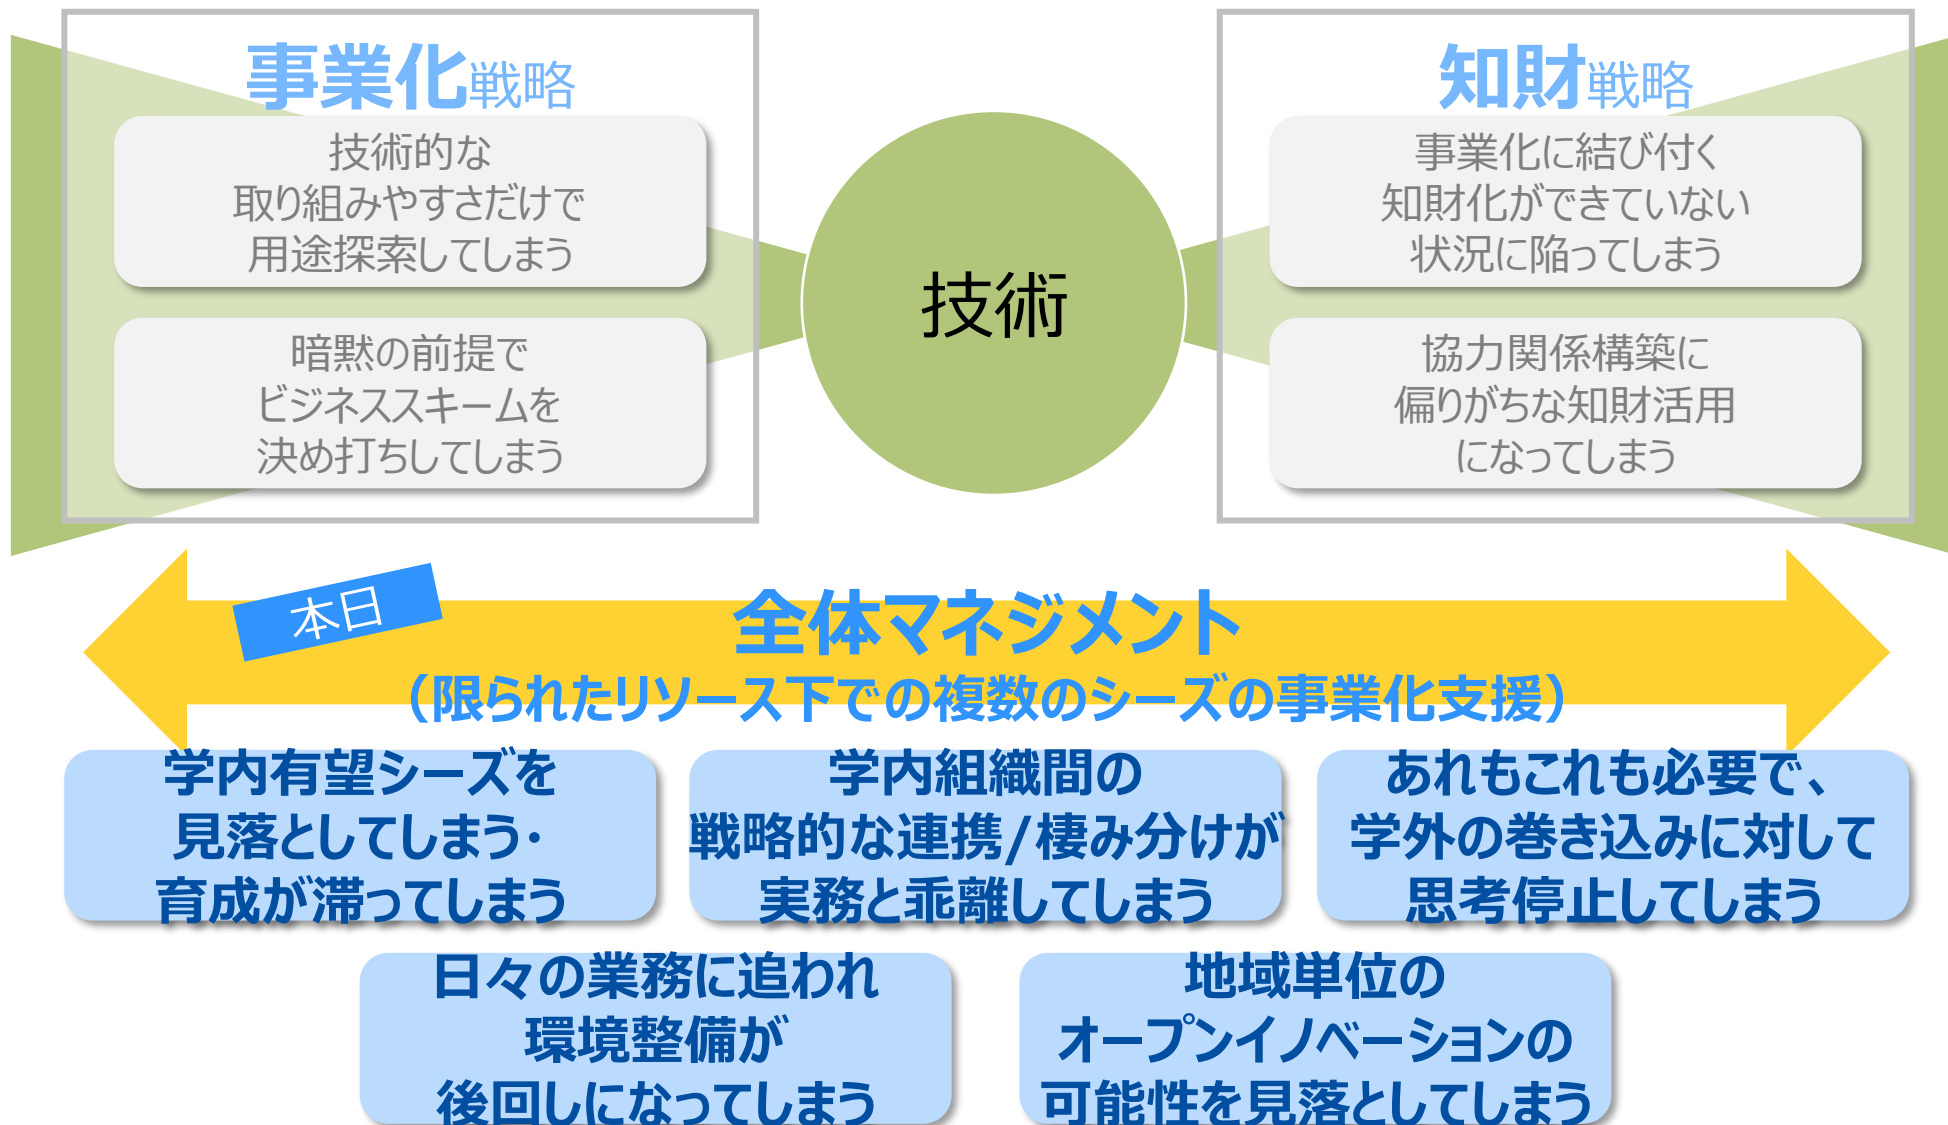 事業化戦略
技術的な
取り組みやすさだけで
用途探索してしまう
暗黙の前提で
ビジネススキームを
決め打ちしてしまう
技術
知財戦略
事業化に結び付く
知財化ができていない
状況に陥ってしまう
協力関係構築に
偏りがちな知財活用
になってしまう
本日
全体マネジメント
（限られたリソース下での複数のシーズの事業化支援）
学内有望シーズを
見落としてしまう・
育成が滞ってしまう
学内組織間の
戦略的な連携/棲み分けが
実務と乖離してしまう
あれもこれも必要で、
学外の巻き込みに対して
思考停止してしまう
日々の業務に追われ
環境整備が
後回しになってしまう
地域単位の
オープンイノベーションの
可能性を見落としてしまう